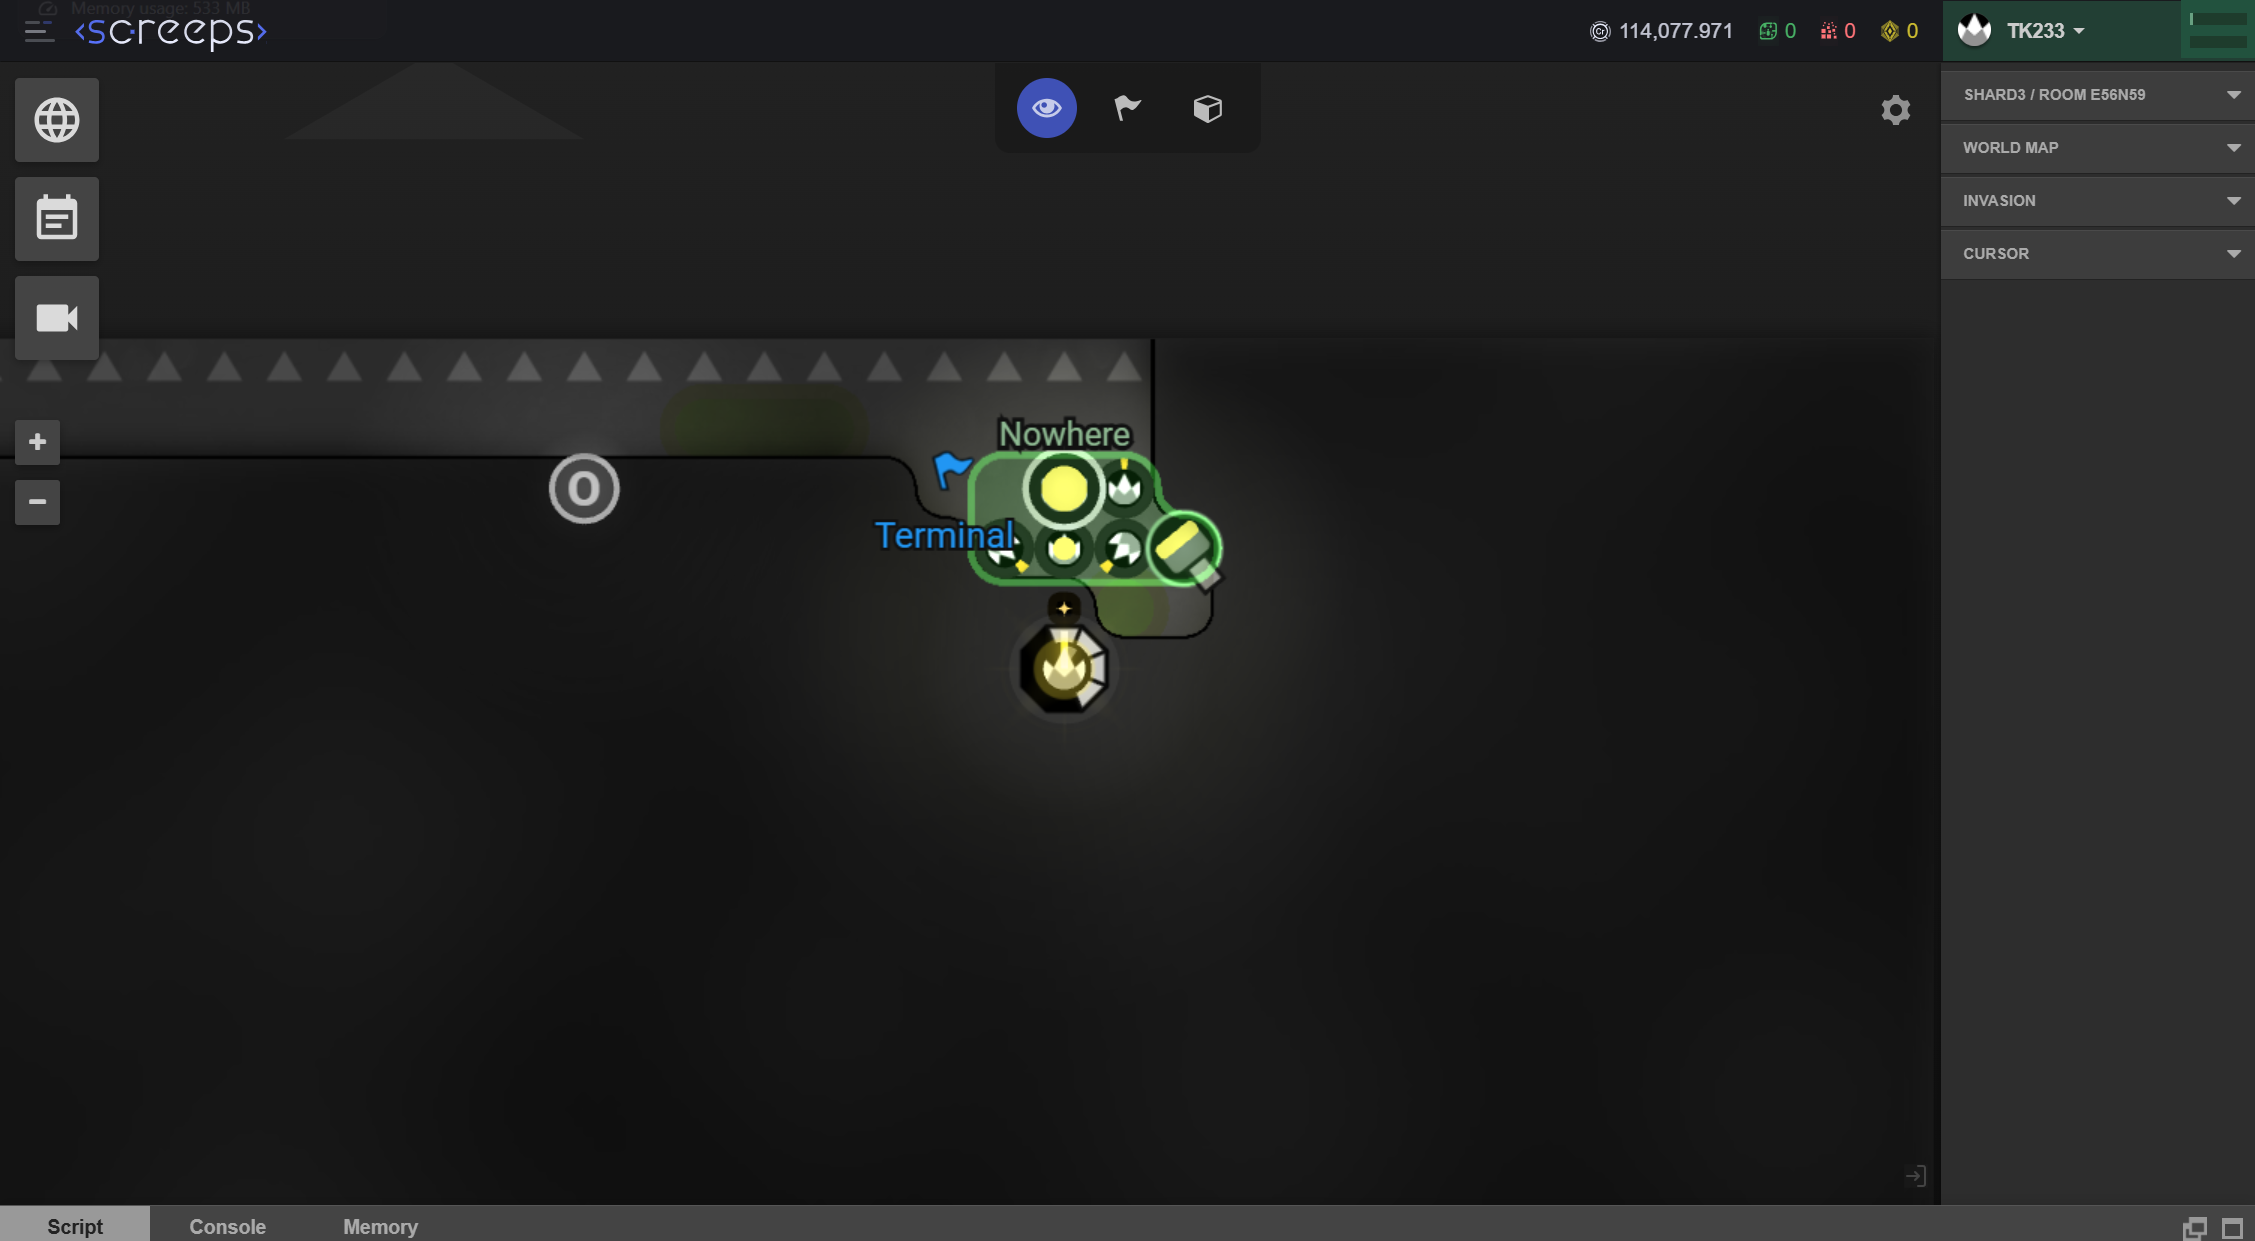 Memory usage: 533 MB
<screeps>
114,077.971
0
0
0
TK233
SHARD3 / ROOM E56N59
WORLD MAP
INVASION
CURSOR
Nowhere
O
Terminal
Script
Console
Memory